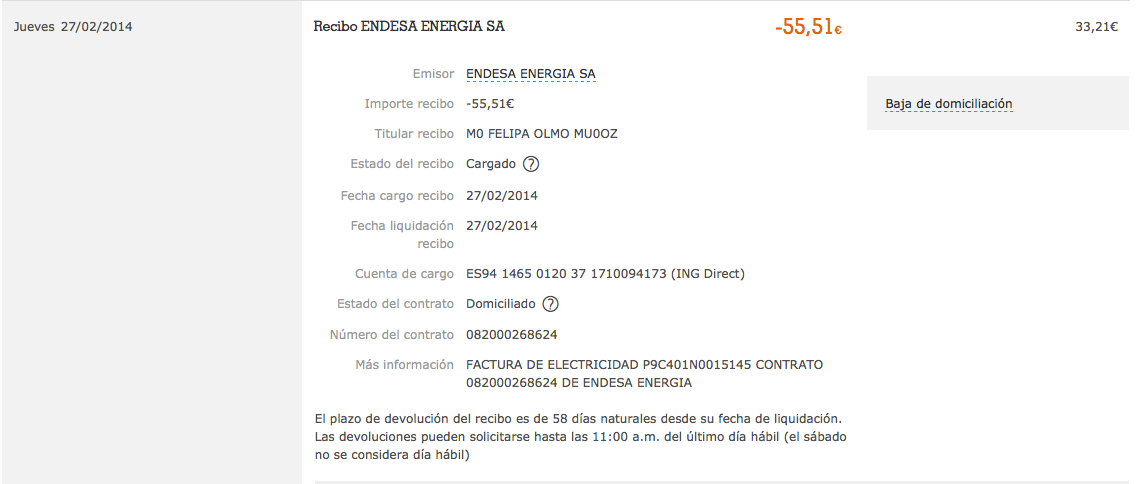 Jueves 27/02/2014
Recibo ENDESA ENERGIA SA
-55,51€
33,21€
Emisor ENDESA ENERGIA SA
Baja de domiciliación
Importe recibo -55,51€
Titular recibo M0 FELIPA OLMO MU0OZ
Estado del recibo Cargado ?
Fecha cargo recibo 27/02/2014
Fecha liquidación recibo 27/02/2014
Cuenta de cargo ES94 1465 0120 37 1710094173 (ING Direct)
Estado del contrato Domiciliado ?
Número del contrato 082000268624
Más información FACTURA DE ELECTRICIDAD P9C401N0015145 CONTRATO
082000268624 DE ENDESA ENERGIA
El plazo de devolución del recibo es de 58 días naturales desde su fecha de liquidación.
Las devoluciones pueden solicitarse hasta las 11:00 a.m. del último día hábil (el sábado
no se considera día hábil)